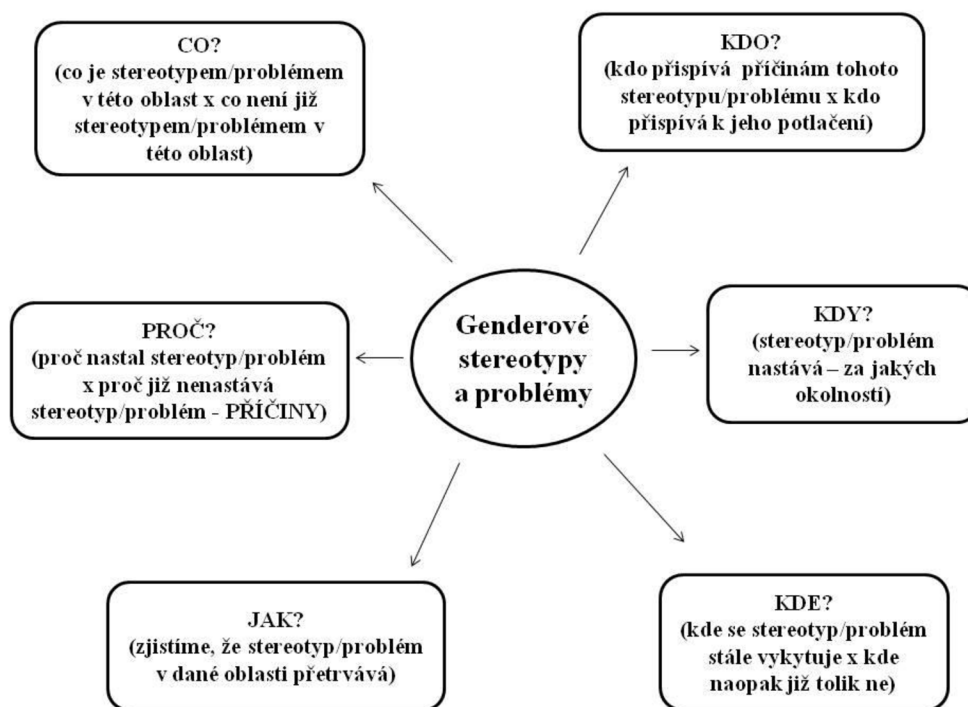 CO?
(co je stereotypem/problémem
v této oblast x co není již
stereotypem/problémem v
této oblast)
KDO?
(kdo přispívá  příčinám tohoto
stereotypu/problému x kdo
přispívá k jeho potlačení)
PROČ?
(proč nastal stereotyp/problém
x proč již nenastává
stereotyp/problém - PŘÍČINY)
Genderové
stereotypy
a problémy
KDY?
(stereotyp/problém
nastává – za jakých
okolností)
JAK?
(zjistíme, že stereotyp/problém
v dané oblasti přetrvává)
KDE?
(kde se stereotyp/problém
stále vykytuje x kde
naopak již tolik ne)